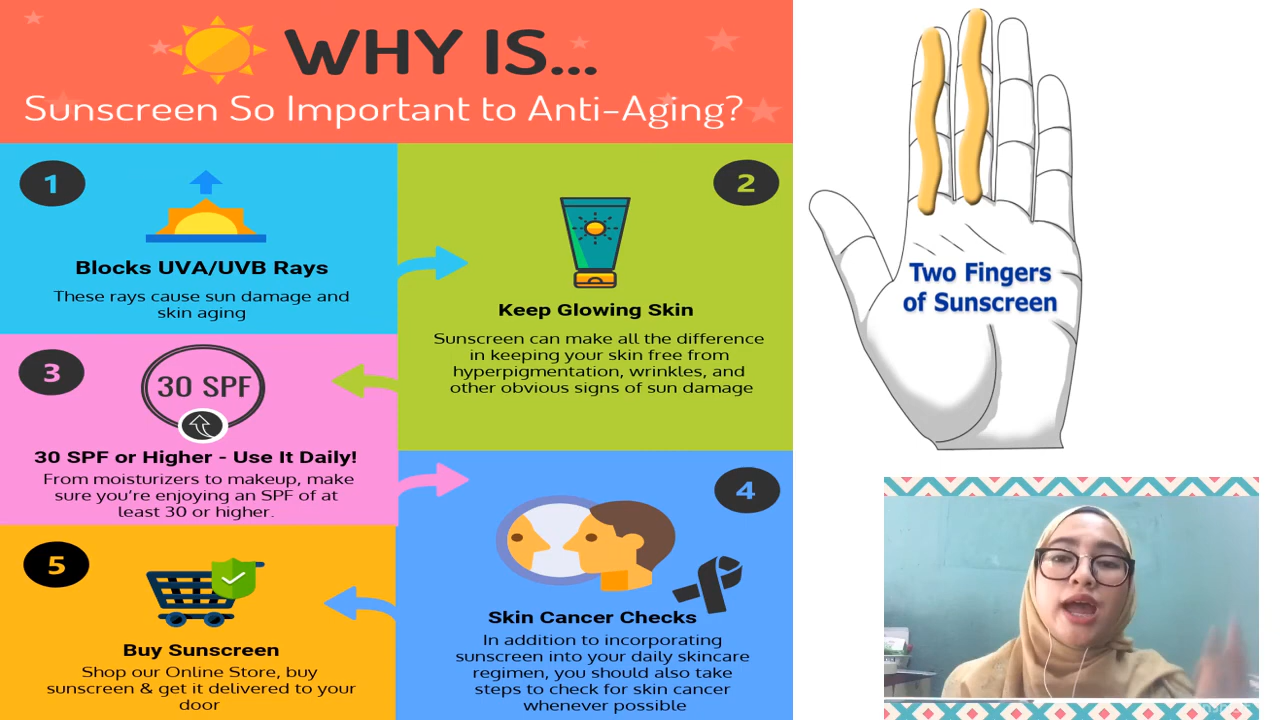 WHY IS...
Sunscreen So Important to Anti-Aging?
1
Blocks UVA/UVB Rays
These rays cause sun damage and
skin aging
2
Keep Glowing Skin
Sunscreen can make all the difference
in keeping your skin free from
hyperpigmentation, wrinkles, and
other obvious signs of sun damage
3
30 SPF
30 SPF or Higher - Use It Daily!
From moisturizers to makeup, make
sure you're enjoying an SPF of at
least 30 or higher.
4
Skin Cancer Checks
In addition to incorporating
sunscreen into your daily skincare
regimen, you should also take
steps to check for skin cancer
whenever possible
5
Buy Sunscreen
Shop our Online Store, buy
sunscreen & get it delivered to your
door
Two Fingers
of Sunscreen